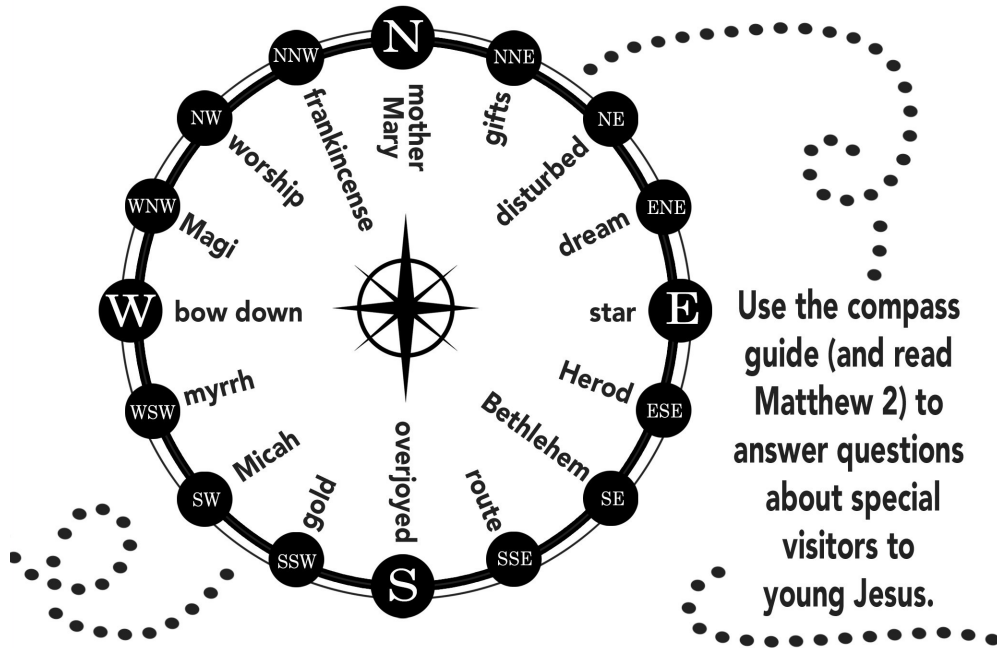 N
NNE
NE
ENE
E
ESE
SE
SSE
S
SSW
SW
WSW
W
WNW
NW
NNW
mother
Mary
gifts
disturbed
dream
star
Herod
Bethlehem
route
overjoyed
gold
Micah
myrrh
bow down
Magi
worship
frankincense
Use the compass
guide (and read
Matthew 2) to
answer questions
about special
visitors to
young Jesus.